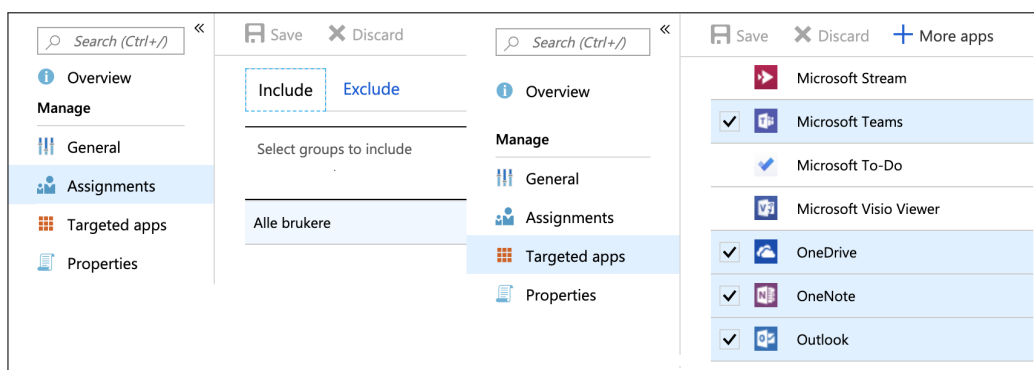 Search (Ctrl+/)
Overview
Manage
General
Assignments
Targeted apps
Properties
Save Discard
Include Exclude
Select groups to include
Alle brukere
Search (Ctrl+/)
Overview
Manage
General
Assignments
Targeted apps
Properties
Save Discard More apps
Microsoft Stream
Microsoft Teams
Microsoft To-Do
Microsoft Visio Viewer
OneDrive
OneNote
Outlook